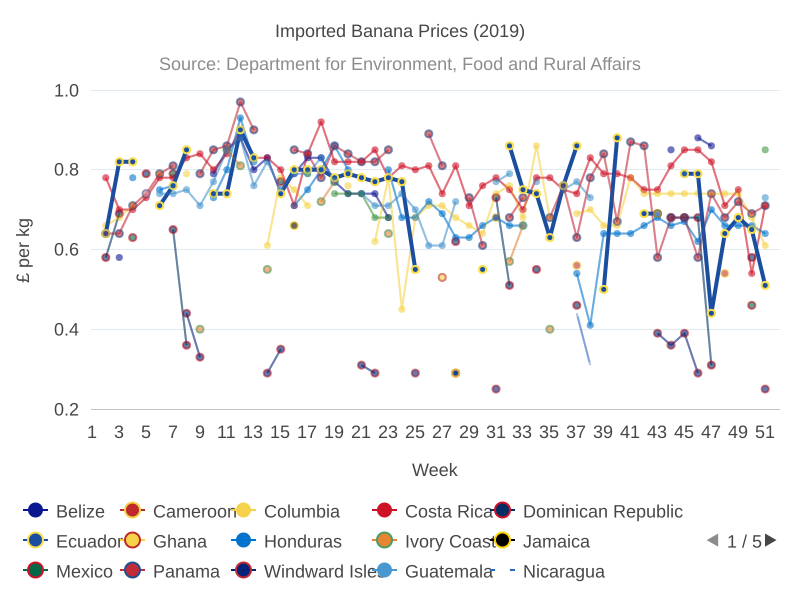 Imported Banana Prices (2019)
Source: Department for Environment, Food and Rural Affairs
1.0
0.8
0.6
0.4
0.2
£ per kg
1 3 5 7 9 11 13 15 17 19 21 23 25 27 29 31 33 35 37 39 41 43 45 47 49 51
Week
Belize Cameroon Columbia Costa Rica Dominican Republic
Ecuador Ghana Honduras Ivory Coast Jamaica 1 / 5
Mexico Panama Windward Isles Guatemala Nicaragua